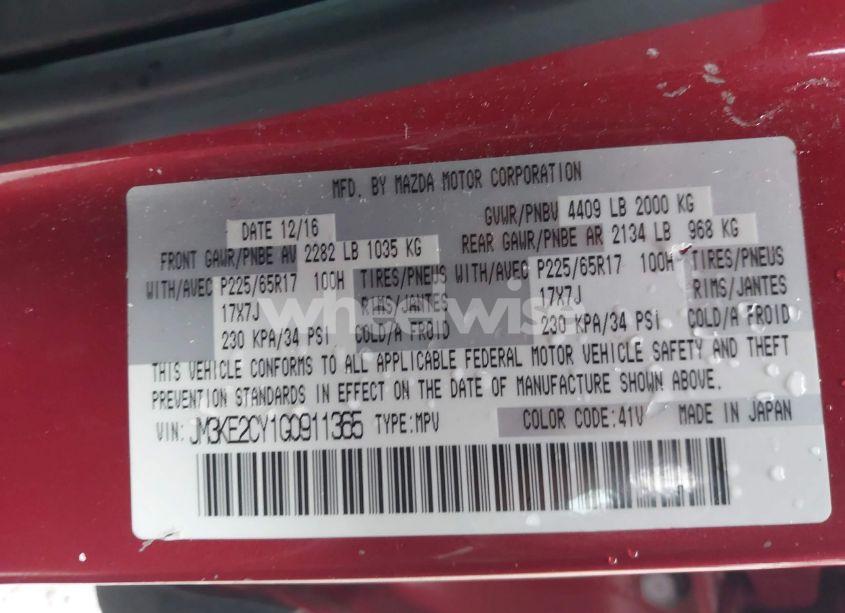 MFD. BY MAZDA MOTOR CORPORATION
DATE 12/16 GVWR/PNBV 4409 LB 2000 KG
FRONT GAWR/PNBE AV 2282 LB 1035 KG REAR GAWR/PNBE AR 2134 LB 968 KG
WITH/AVEC P225/65R17 100H TIRES/PNEUS WITH/AVEC P225/65R17 100H TIRES/PNEUS
17X7J RIMS/JANTES 17X7J RIMS/JANTES
230 KPA/34 PSI COLD/A FROID 230 KPA/34 PSI COLD/A FROID
wheelwise
THIS VEHICLE CONFORMS TO ALL APPLICABLE FEDERAL MOTOR VEHICLE SAFETY AND THEFT
PREVENTION STANDARDS IN EFFECT ON THE DATE OF MANUFACTURE SHOWN ABOVE.
VIN: JM3KE2CY1G0911365 TYPE:MPV COLOR CODE:41V MADE IN JAPAN